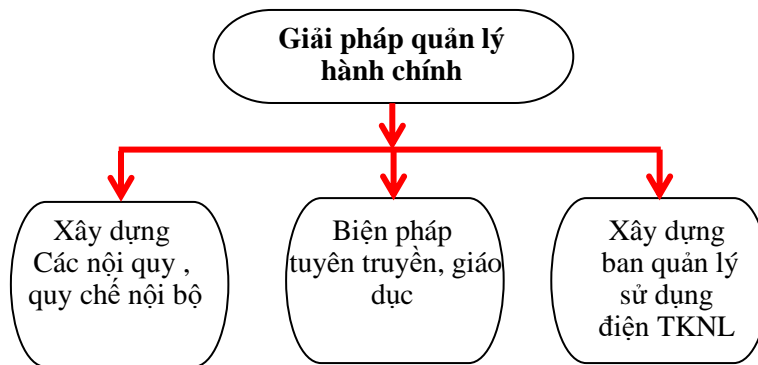 Giải pháp quản lý
hành chính
Xây dựng
Các nội quy ,
quy chế nội bộ
Biện pháp
tuyên truyền, giáo
dục
Xây dựng
ban quản lý
sử dụng
điện TKNL